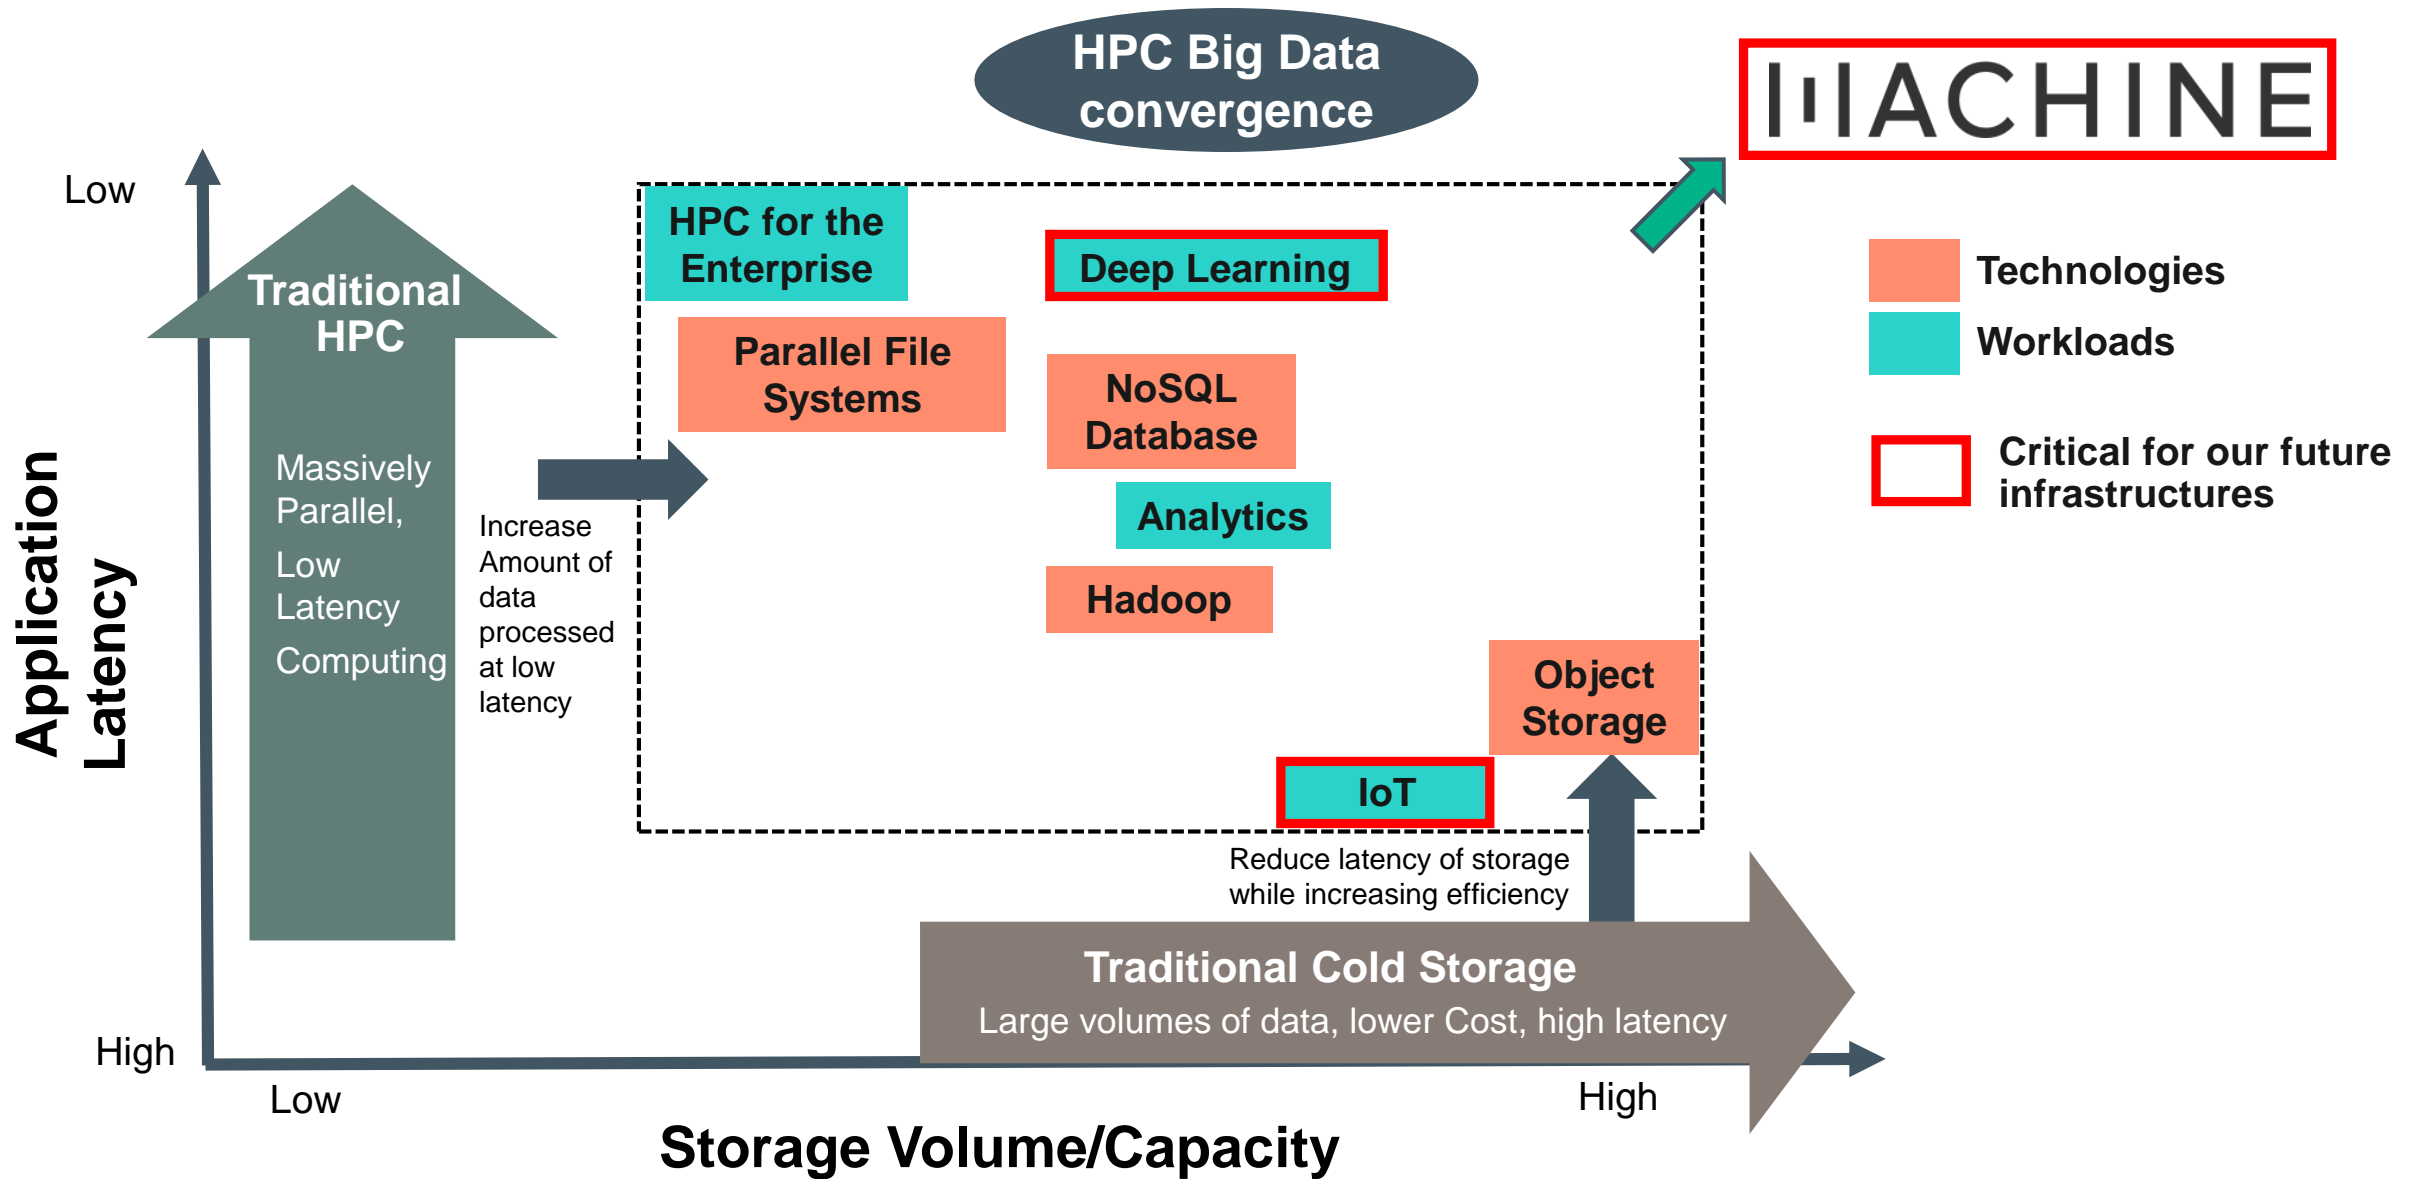 HPC Big Data
convergence
MACHINE
Low
Traditional
HPC
Massively
Parallel,
Low
Latency
Computing
Application
Latency
Increase
Amount of
data
processed
at low
latency
HPC for the
Enterprise
Deep Learning
Parallel File
Systems
NoSQL
Database
Analytics
Hadoop
Object
Storage
IoT
Reduce latency of storage
while increasing efficiency
Traditional Cold Storage
Large volumes of data, lower Cost, high latency
High
Low
High
Storage Volume/Capacity
Technologies
Workloads
Critical for our future
infrastructures